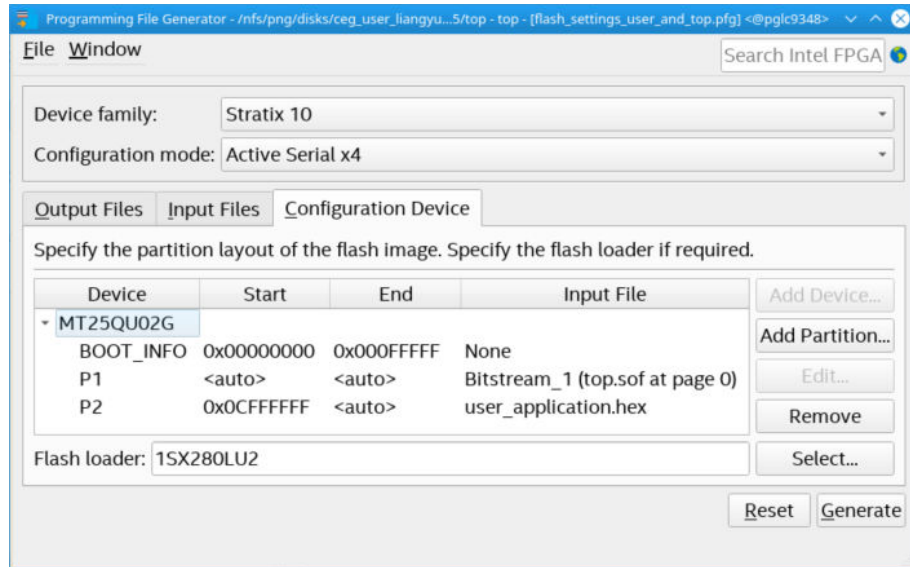 Programming File Generator - /nfs/png/disks/ceg_user_liangyu...5/top - top - [flash_settings_user_and_top.pfg] <@pglc9348>
File Window
Search Intel FPGA
Device family: Stratix 10
Configuration mode: Active Serial x4
Output Files Input Files Configuration Device
Specify the partition layout of the flash image. Specify the flash loader if required.
Device Start End Input File Add Device...
MT25QU02G
Add Partition...
BOOT_INFO 0x00000000 0x000FFFFF None
P1 <auto> <auto> Bitstream_1 (top.sof at page 0) Edit...
P2 0x0CFFFFFF <auto> user_application.hex
Remove
Flash loader: 1SX280LU2 Select...
Reset Generate